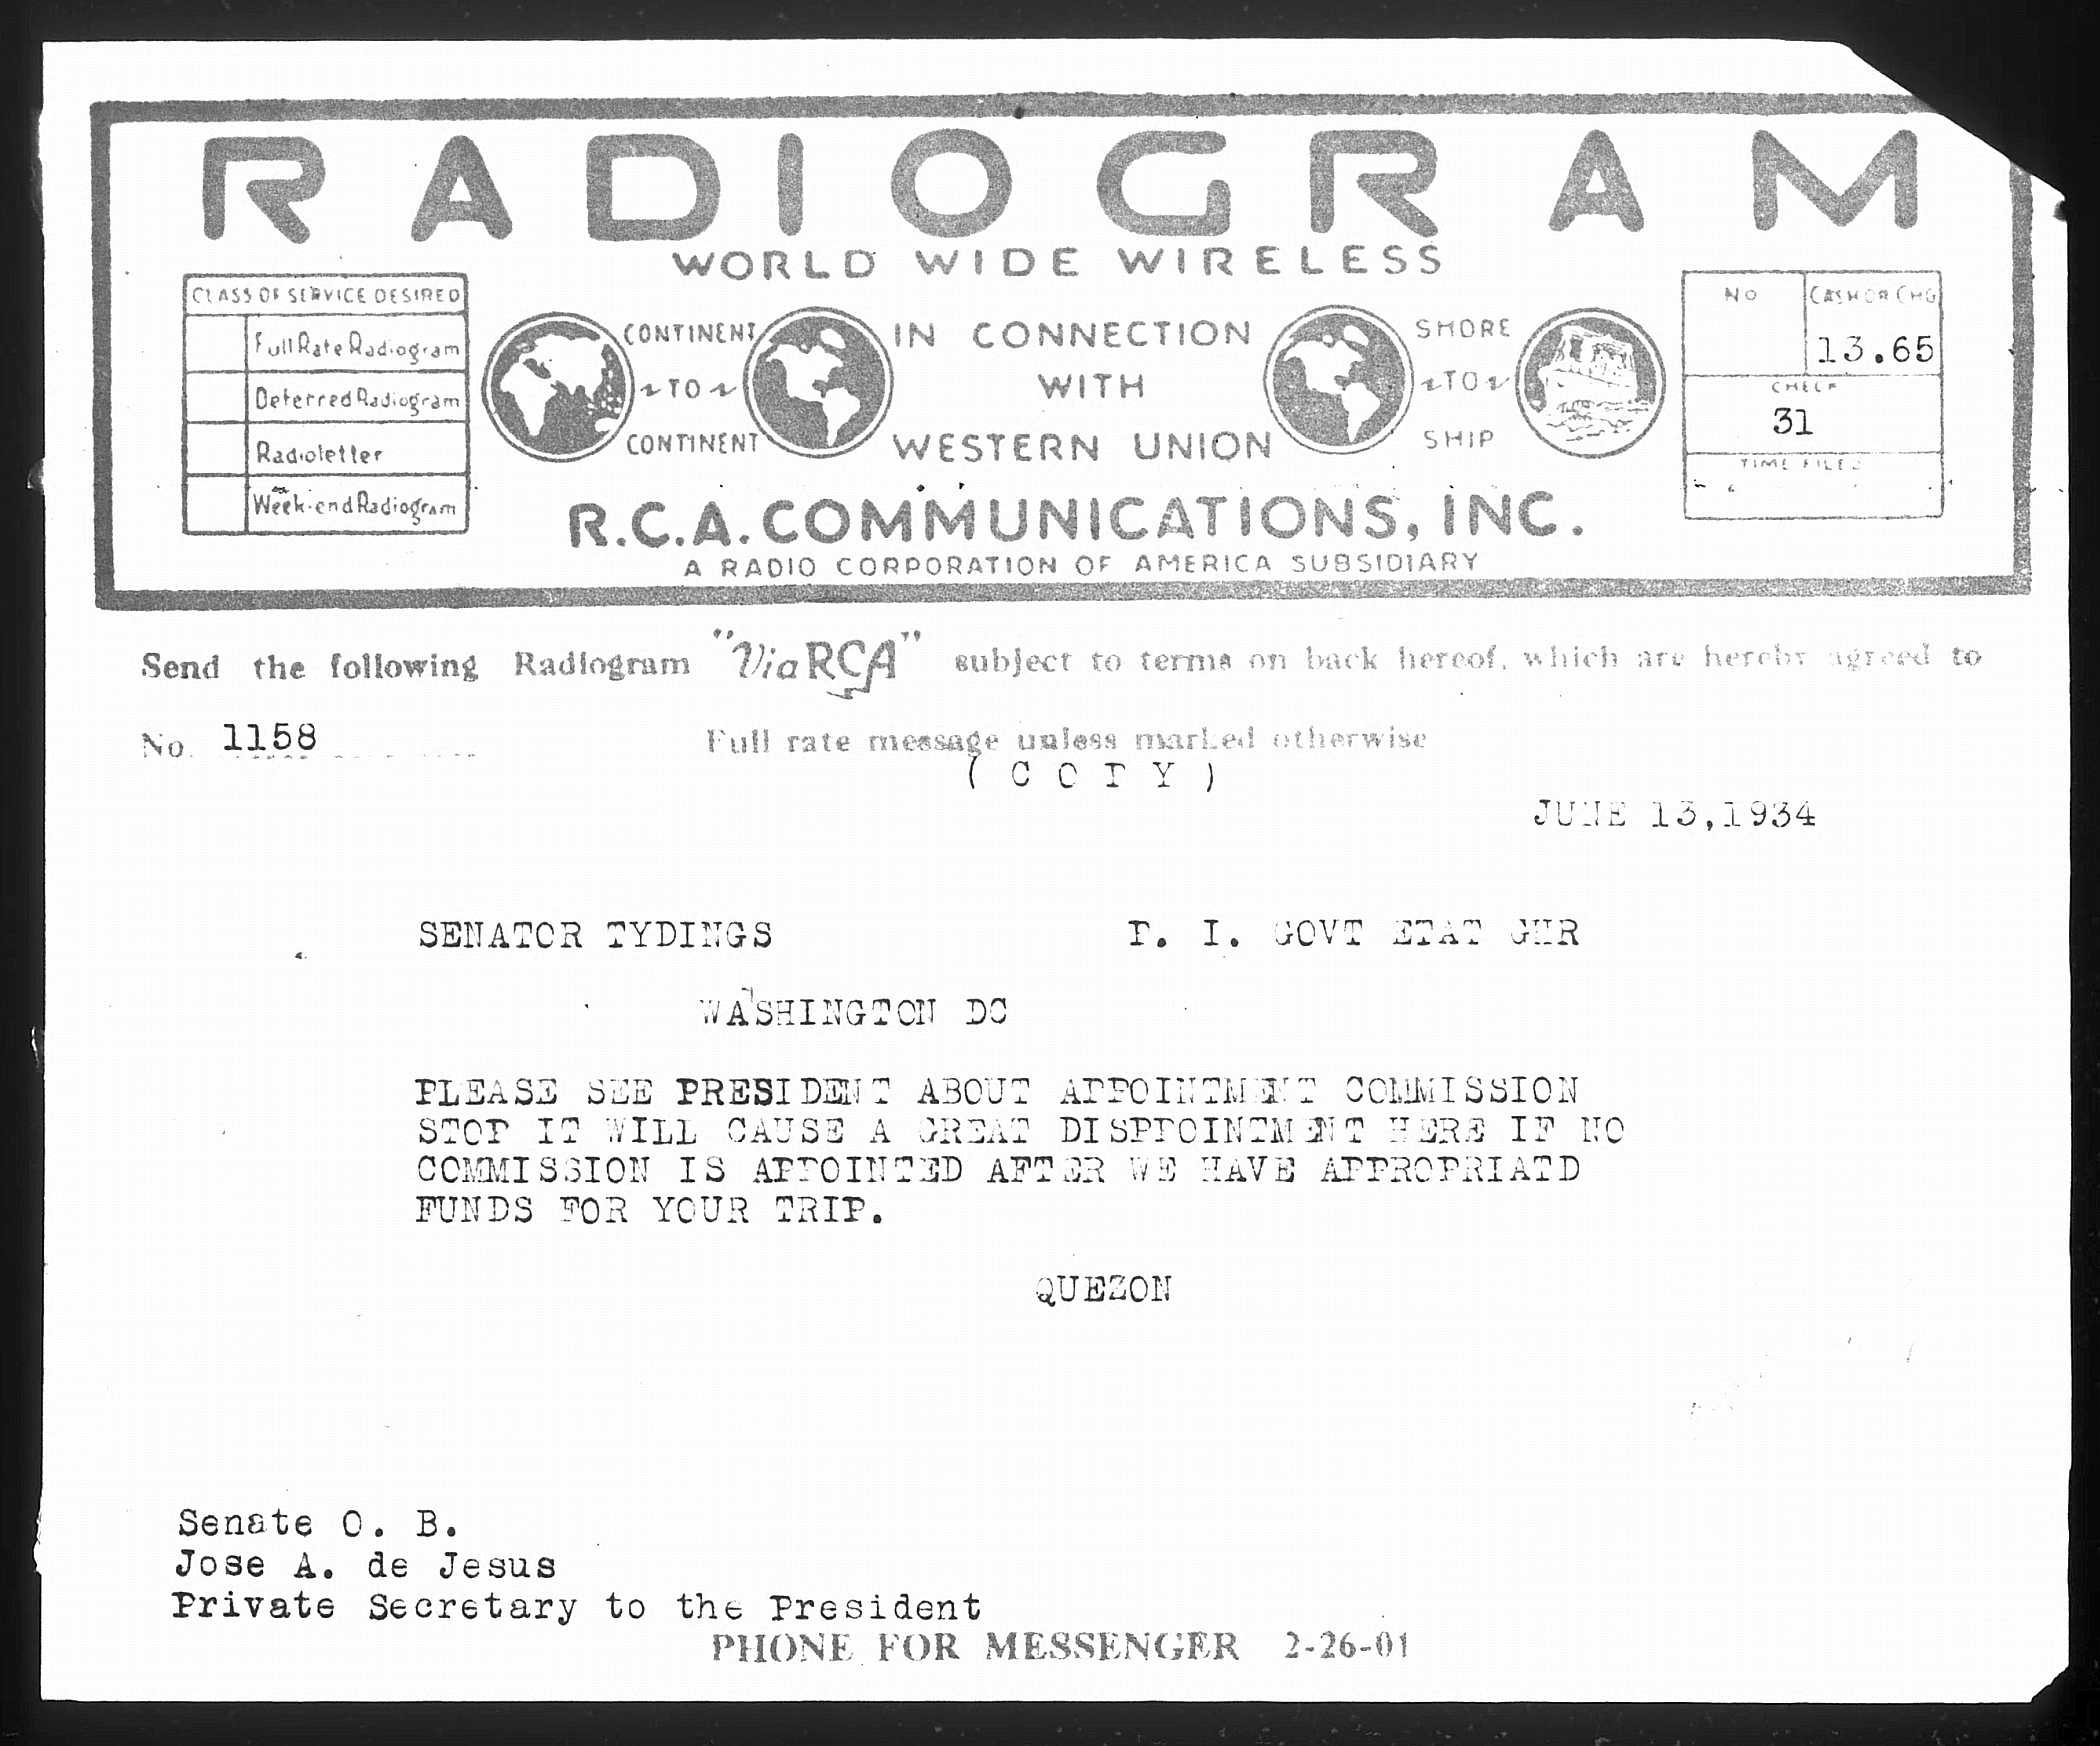 RADIOGRAM
WORLD WIDE WIRELESS
CLASS OF SERVICE DESIRED
Full Rate Radiogram
Deferred Radiogram
Radioletter
Week-end Radiogram
CONTINENT
TO
CONTINENT
IN CONNECTION
WITH
WESTERN UNION
SHORE
TO
SHIP
No
CASH OR CHG
13.65
CHECK
31
TIME FILED
R.C.A. COMMUNICATIONS, INC.
A RADIO CORPORATION OF AMERICA SUBSIDIARY
Send the following Radiogram "Via RCA" subject to terms on back hereof, which are hereby agreed to
No. 1158 Full rate message unless marked otherwise
( C O P Y )
JUNE 13,1934
SENATOR TYDINGS P. I. GOVT ETAT GHR
WASHINGTON DC
PLEASE SEE PRESIDENT ABOUT APPOINTMENT COMMISSION
STOP IT WILL CAUSE A GREAT DISPPOINTMENT HERE IF NO
COMMISSION IS APPOINTED AFTER WE HAVE APPROPRIATD
FUNDS FOR YOUR TRIP.
QUEZON
Senate O. B.
Jose A. de Jesus
Private Secretary to the President
PHONE FOR MESSENGER 2-26-01